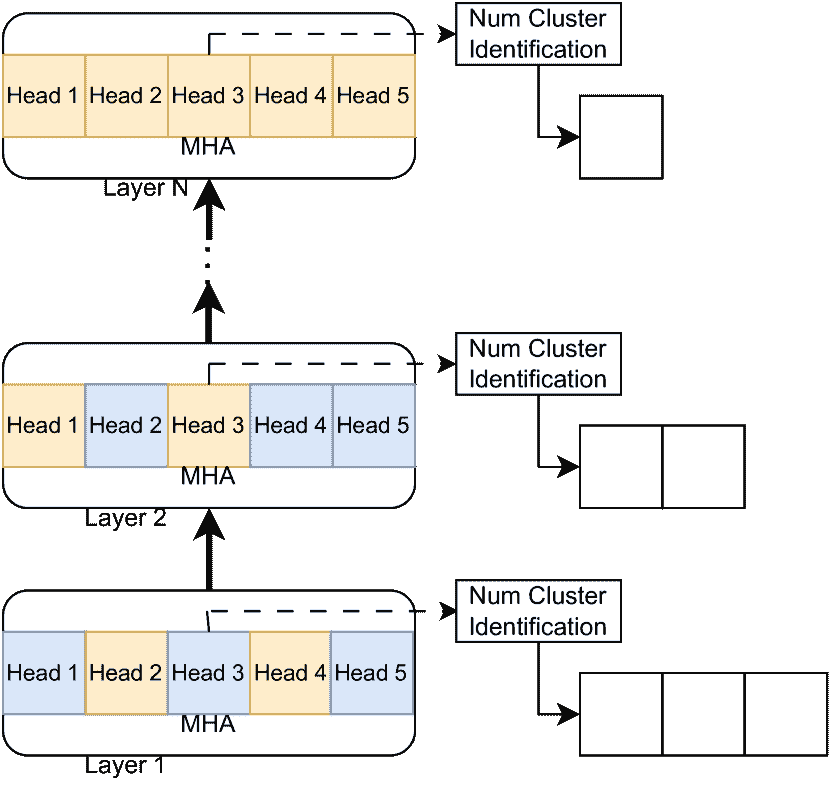 Num Cluster
Identification
Head 1 Head 2 Head 3 Head 4 Head 5
MHA
Layer N
Num Cluster
Identification
Head 1 Head 2 Head 3 Head 4 Head 5
MHA
Layer 2
Num Cluster
Identification
Head 1 Head 2 Head 3 Head 4 Head 5
MHA
Layer 1